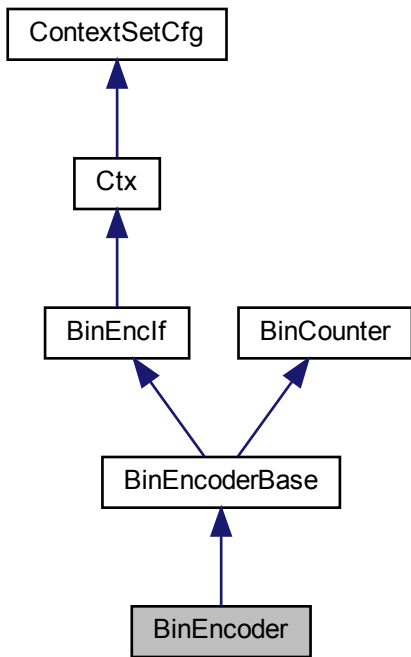 ContextSetCfg
Ctx
BinEncIf
BinCounter
BinEncoderBase
BinEncoder